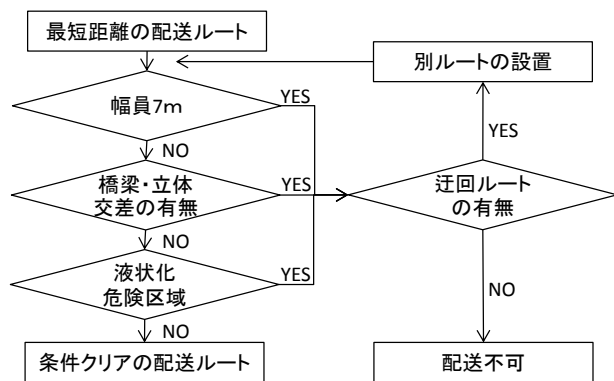 最短距離の配送ルート
別ルートの設置
幅員7m
YES
YES
NO
橋梁・立体
交差の有無
YES
迂回ルート
の有無
NO
液状化
危険区域
YES
NO
NO
条件クリアの配送ルート
配送不可